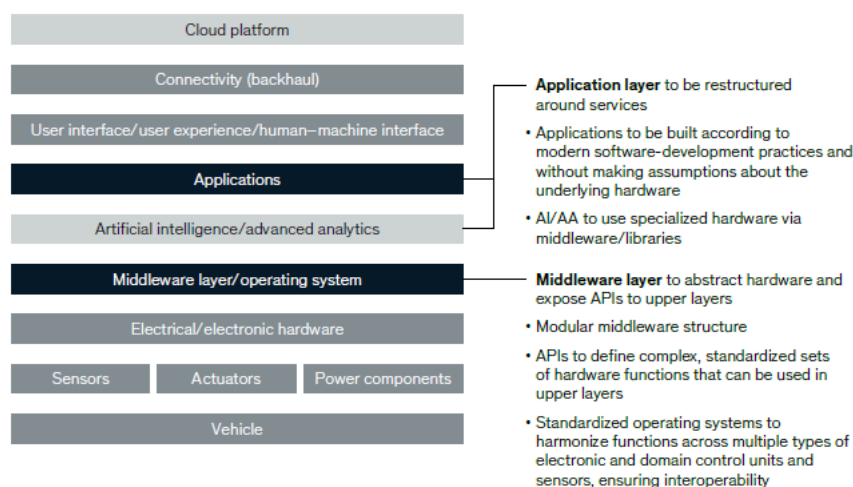 Cloud platform
Connectivity (backhaul)
User interface/user experience/human–machine interface
Applications
Artificial intelligence/advanced analytics
Middleware layer/operating system
Electrical/electronic hardware
Sensors
Actuators
Power components
Vehicle
Application layer to be restructured
around services
• Applications to be built according to
modern software-development practices and
without making assumptions about the
underlying hardware
• AI/AA to use specialized hardware via
middleware/libraries
Middleware layer to abstract hardware and
expose APIs to upper layers
• Modular middleware structure
• APIs to define complex, standardized sets
of hardware functions that can be used in
upper layers
• Standardized operating systems to
harmonize functions across multiple types of
electronic and domain control units and
sensors, ensuring interoperability